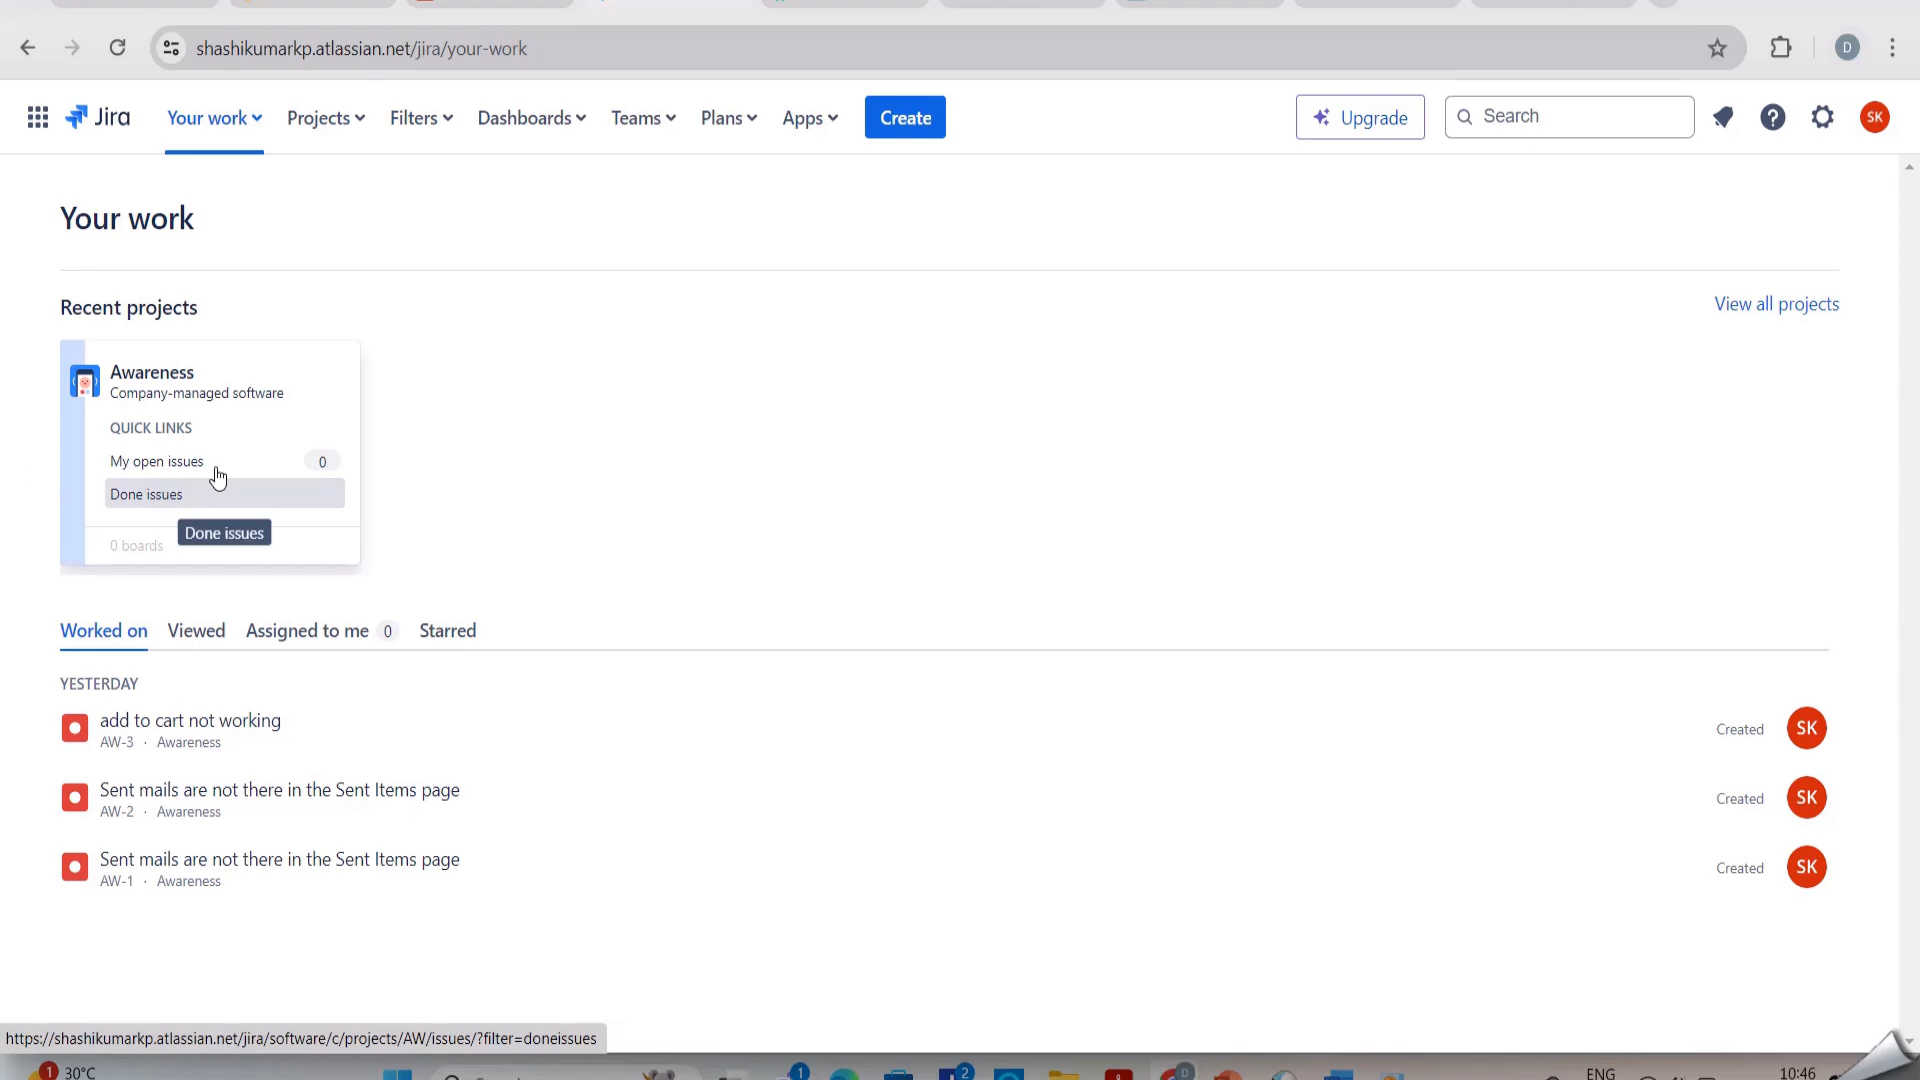 shashikumarkp.atlassian.net/jira/your-work
D
Jira
Your work
Projects
Filters
Dashboards
Teams
Plans
Apps
Create
Upgrade
Search
SK
Your work
Recent projects
View all projects
Awareness
Company-managed software
QUICK LINKS
My open issues 0
Done issues
Done issues
0 boards
Worked on Viewed Assigned to me 0 Starred
YESTERDAY
add to cart not working
AW-3 · Awareness
Created SK
Sent mails are not there in the Sent Items page
AW-2 · Awareness
Created SK
Sent mails are not there in the Sent Items page
AW-1 · Awareness
Created SK
https://shashikumarkp.atlassian.net/jira/software/c/projects/AW/issues/?filter=doneissues
1 30°C
1
2
D
ENG
10:46